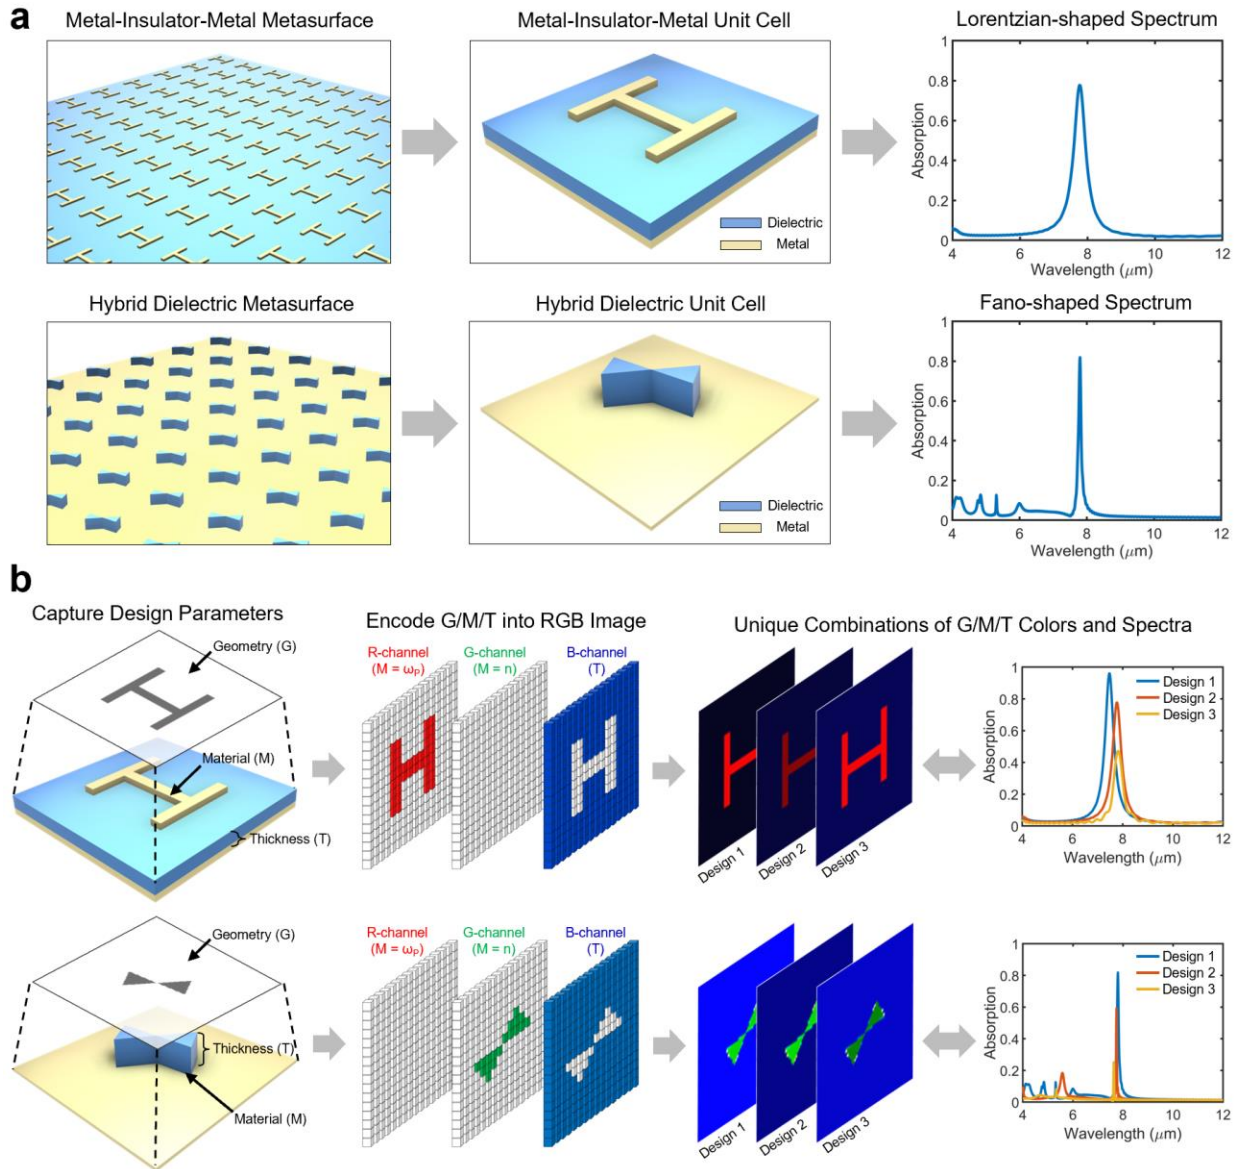 a
Metal-Insulator-Metal Metasurface
Metal-Insulator-Metal Unit Cell
Lorentzian-shaped Spectrum
Dielectric
Metal
1
0.8
0.6
0.4
0.2
0
Absorption
4 6 8 10 12
Wavelength (μm)
Hybrid Dielectric Metasurface
Hybrid Dielectric Unit Cell
Fano-shaped Spectrum
Dielectric
Metal
1
0.8
0.6
0.4
0.2
0
Absorption
4 6 8 10 12
Wavelength (μm)
b
Capture Design Parameters
Encode G/M/T into RGB Image
Unique Combinations of G/M/T Colors and Spectra
Geometry (G)
Material (M)
Thickness (T)
R-channel
(M = ωp)
G-channel
(M = n)
B-channel
(T)
Design 1
Design 2
Design 3
Design 1
Design 2
Design 3
1
0.8
0.6
0.4
0.2
0
Absorption
4 6 8 10 12
Wavelength (μm)
Geometry (G)
Thickness (T)
Material (M)
R-channel
(M = ωp)
G-channel
(M = n)
B-channel
(T)
Design 1
Design 2
Design 3
Design 1
Design 2
Design 3
1
0.8
0.6
0.4
0.2
0
Absorption
4 6 8 10 12
Wavelength (μm)